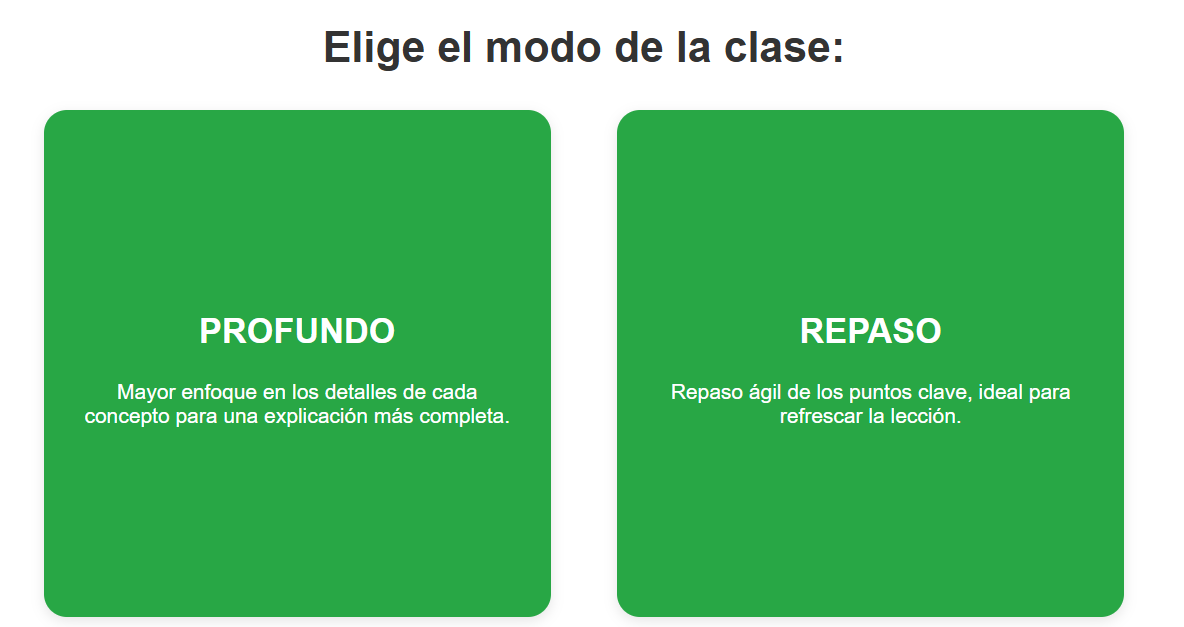 Elige el modo de la clase:
PROFUNDO
Mayor enfoque en los detalles de cada
concepto para una explicación más completa.
REPASO
Repaso ágil de los puntos clave, ideal para
refrescar la lección.